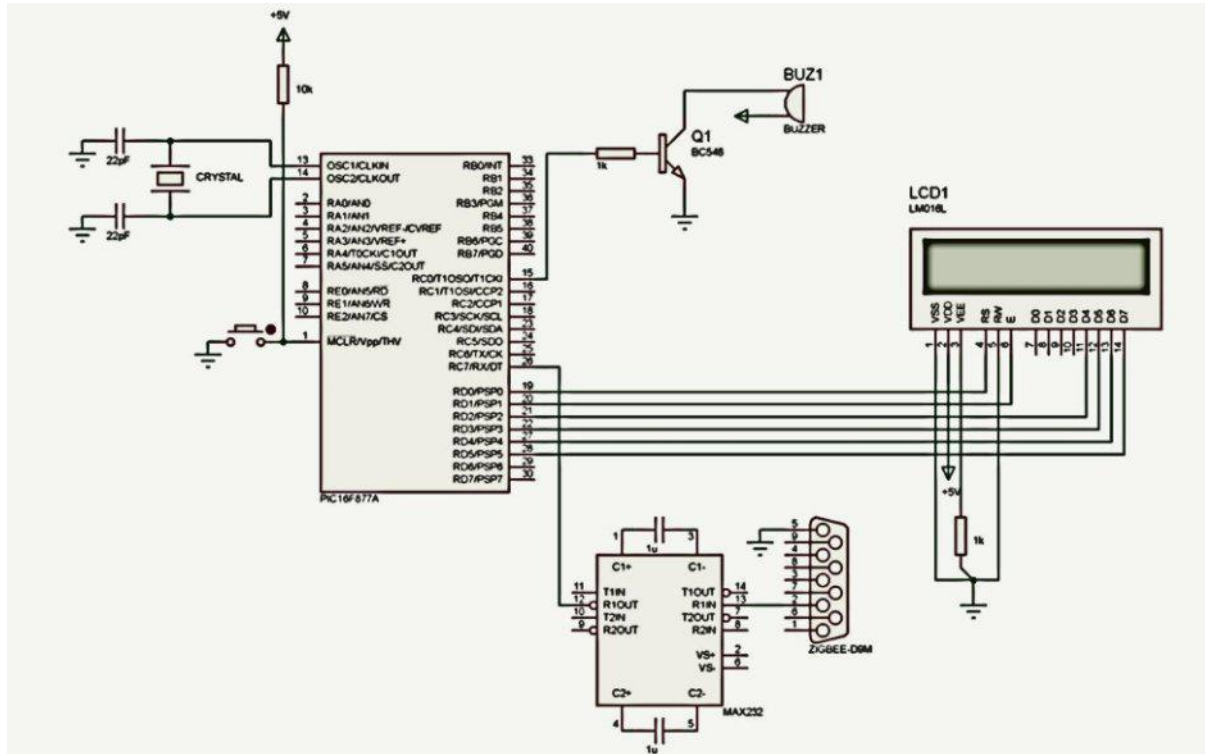 +5V
10k
22pF
CRYSTAL
22pF
BUZ1
BUZZER
Q1
BC548
1k
LCD1
LM016L
VSS
VDD
VEE
RS
RW
E
D0
D1
D2
D3
D4
D5
D6
D7
1
2
3
4
5
6
7
8
9
10
11
12
13
14
13 OSC1/CLKIN
14 OSC2/CLKOUT
2 RA0/AN0
3 RA1/AN1
4 RA2/AN2/VREF-/CVREF
5 RA3/AN3/VREF+
6 RA4/T0CKI/C1OUT
7 RA5/AN4/SS/C2OUT
8 RE0/AN5/RD
9 RE1/AN6/WR
10 RE2/AN7/CS
1 MCLR/Vpp/THV
RB0/INT 33
RB1 34
RB2 35
RB3/PGM 36
RB4 37
RB5 38
RB6/PGC 39
RB7/PGD 40
RC0/T1OSO/T1CKI 15
RC1/T1OSI/CCP2 16
RC2/CCP1 17
RC3/SCK/SCL 18
RC4/SDI/SDA 23
RC5/SDO 24
RC6/TX/CK 25
RC7/RX/DT 26
RD0/PSP0 19
RD1/PSP1 20
RD2/PSP2 21
RD3/PSP3 22
RD4/PSP4 27
RD5/PSP5 28
RD6/PSP6 29
RD7/PSP7 30
PIC16F877A
+5V
1k
1
1u
3
C1+
C1-
11 T1IN
12 R1OUT
10 T2IN
9 R2OUT
T1OUT 14
R1IN 13
T2OUT 7
R2IN 8
VS+ 2
VS- 6
C2+
C2-
MAX232
4
1u
5
5
9
4
8
3
7
2
6
1
ZIGBEE-D9M